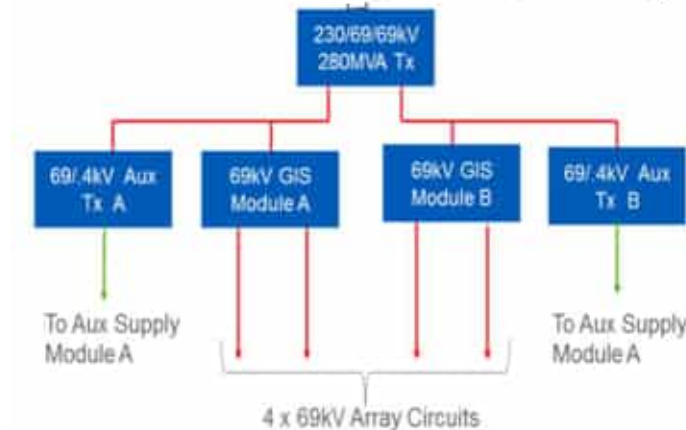 230/69/69kV
280MVA Tx
69/.4kV Aux
Tx A
69kV GIS
Module A
69kV GIS
Module B
69/.4kV Aux
Tx B
To Aux Supply
Module A
To Aux Supply
Module A
4 x 69kV Array Circuits